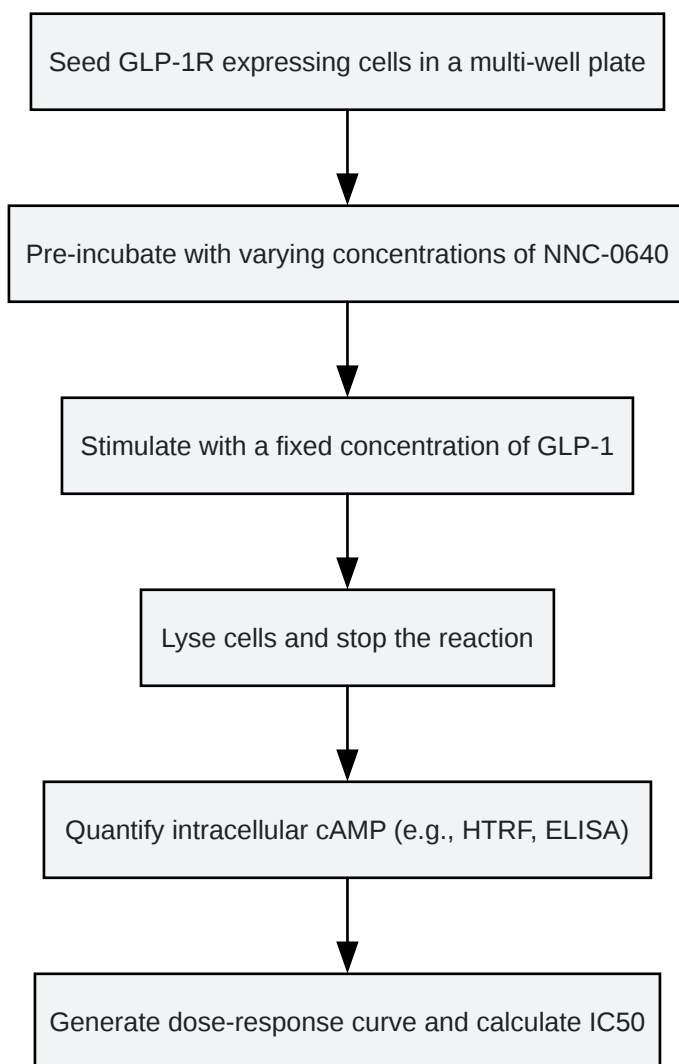 Seed GLP-1R expressing cells in a multi-well plate
Pre-incubate with varying concentrations of NNC-0640
Stimulate with a fixed concentration of GLP-1
Lyse cells and stop the reaction
Quantify intracellular cAMP (e.g., HTRF, ELISA)
Generate dose-response curve and calculate IC50